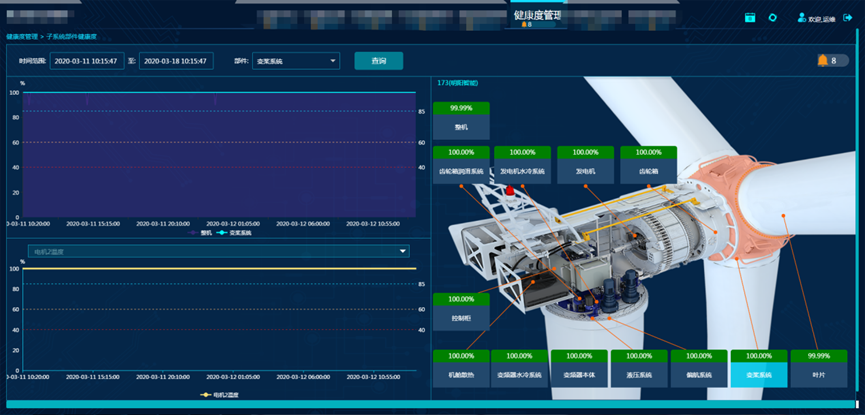 健康度管理
8
欢迎,运维
健康度管理 > 子系统部件健康度
时间范围: 2020-03-11 10:15:47 至: 2020-03-18 10:15:47 部件: 变桨系统 查询
8
%
100
80
60
40
20
0
85
60
40
0-03-11 10:20:00 2020-03-11 15:15:00 2020-03-11 20:10:00 2020-03-12 01:05:00 2020-03-12 06:00:00 2020-03-12 10:55:00
整机 变桨系统
电机2温度
%
100
80
60
40
20
0
85
60
40
0-03-11 10:20:00 2020-03-11 15:15:00 2020-03-11 20:10:00 2020-03-12 01:05:00 2020-03-12 06:00:00 2020-03-12 10:55:00
电机2温度
173(明阳智能)
99.99%
整机
100.00% 100.00% 100.00% 100.00%
齿轮箱润滑系统 发电机水冷系统 发电机 齿轮箱
100.00%
控制柜
100.00% 100.00% 100.00% 100.00% 100.00% 100.00% 99.99%
机舱散热 变频器水冷系统 变频器本体 液压系统 偏航系统 变桨系统 叶片